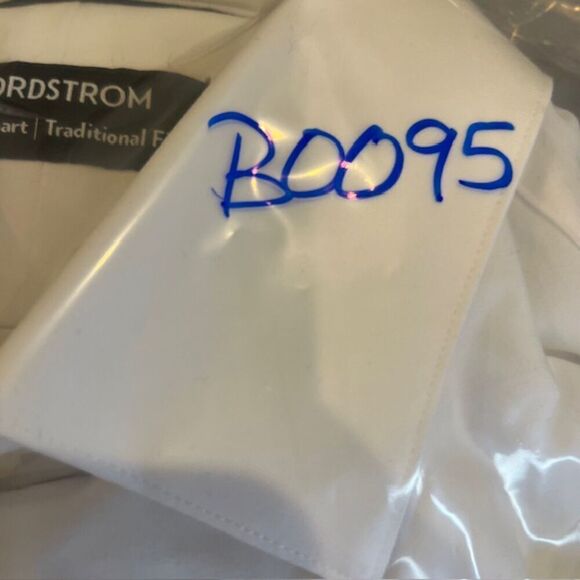 ORDSTROM
art | Traditional F
B0095